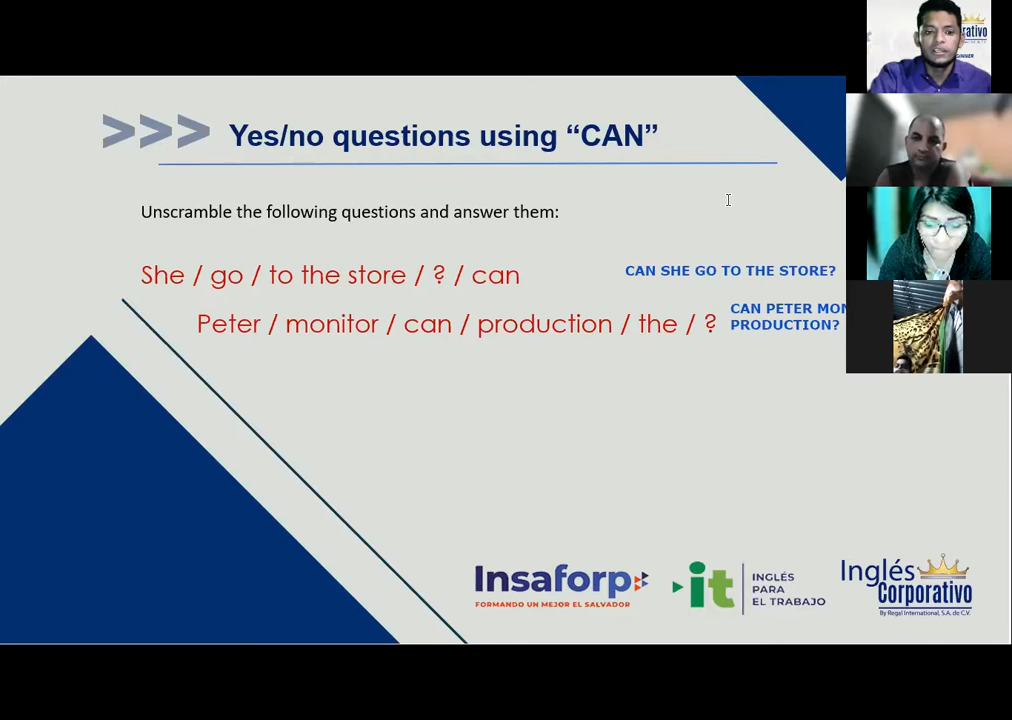 >>> Yes/no questions using “CAN”
Unscramble the following questions and answer them:
She / go / to the store / ? / can
CAN SHE GO TO THE STORE?
Peter / monitor / can / production / the / ?
CAN PETER
PRODUCTION?
Insaforp
FORMANDO UN MEJOR EL SALVADOR
it
INGLÉS
PARA
EL TRABAJO
Inglés
Corporativo
By Regal International, S.A. de C.V.